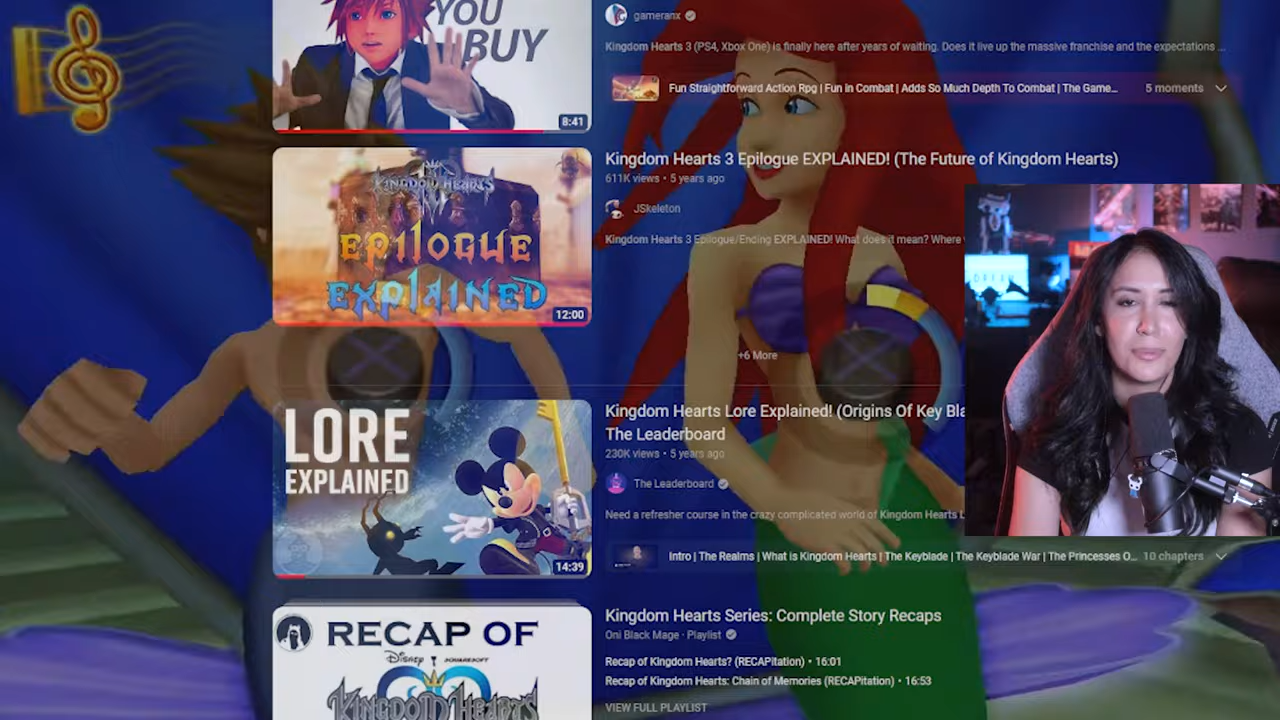 YOU
BUY
8:41
gameranx
Kingdom Hearts 3 (PS4, Xbox One) is finally here after years of waiting. Does it live up the massive franchise and the expectations ...
Fun Straightforward Action Rpg | Fun in Combat | Adds So Much Depth To Combat | The Game...
5 moments
KINGDOM HEARTS
EPILOGUE
EXPLAINED
12:00
Kingdom Hearts 3 Epilogue EXPLAINED! (The Future of Kingdom Hearts)
611K views • 5 years ago
JSkeleton
Kingdom Hearts 3 Epilogue/Ending EXPLAINED! What does it mean? Where
+6 More
LORE
EXPLAINED
14:39
Kingdom Hearts Lore Explained! (Origins Of Key Bla
The Leaderboard
230K views • 5 years ago
The Leaderboard
Need a refresher course in the crazy complicated world of Kingdom Hearts L
Intro | The Realms | What is Kingdom Hearts | The Keyblade | The Keyblade War | The Princesses O...
10 chapters
RECAP OF
Disney
SQUARESOFT
KINGDOM HEARTS
Kingdom Hearts Series: Complete Story Recaps
Oni Black Mage · Playlist
Recap of Kingdom Hearts? (RECAPitation) • 16:01
Recap of Kingdom Hearts: Chain of Memories (RECAPitation) • 16:53
VIEW FULL PLAYLIST